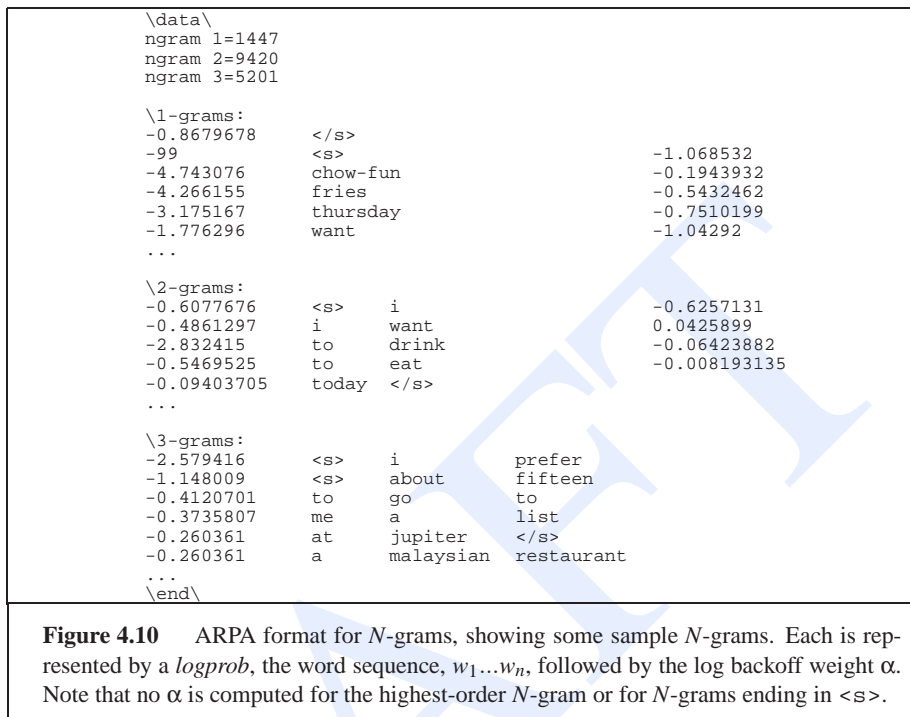 \data\
ngram 1=1447
ngram 2=9420
ngram 3=5201
\1-grams:
-0.8679678 </s>
-99 <s> -1.068532
-4.743076 chow-fun -0.1943932
-4.266155 fries -0.5432462
-3.175167 thursday -0.7510199
-1.776296 want -1.04292
...
\2-grams:
-0.6077676 <s> i -0.6257131
-0.4861297 i want 0.0425899
-2.832415 to drink -0.06423882
-0.5469525 to eat -0.008193135
-0.09403705 today </s>
...
\3-grams:
-2.579416 <s> i prefer
-1.148009 <s> about fifteen
-0.4120701 to go to
-0.3735807 me a list
-0.260361 at jupiter </s>
-0.260361 a malaysian restaurant
...
\end\
Figure 4.10 ARPA format for N-grams, showing some sample N-grams. Each is rep-
resented by a logprob, the word sequence, w1...wn, followed by the log backoff weight α.
Note that no α is computed for the highest-order N-gram or for N-grams ending in <s>.